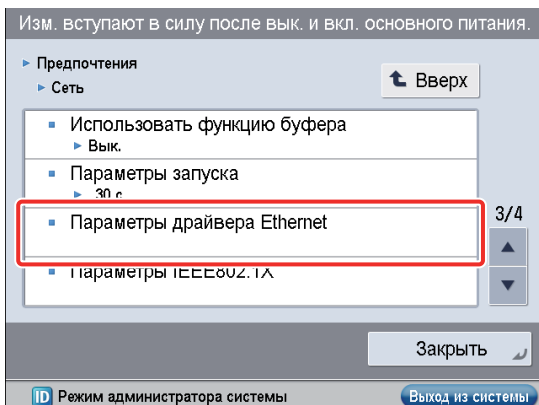 Изм. вступают в силу после вык. и вкл. основного питания.
Предпочтения
Сеть
Вверх
Использовать функцию буфера
Вык.
Параметры запуска
30 с
Параметры драйвера Ethernet
3/4
Параметры IEEE802.1X
Закрыть
ID Режим администратора системы
Выход из системы